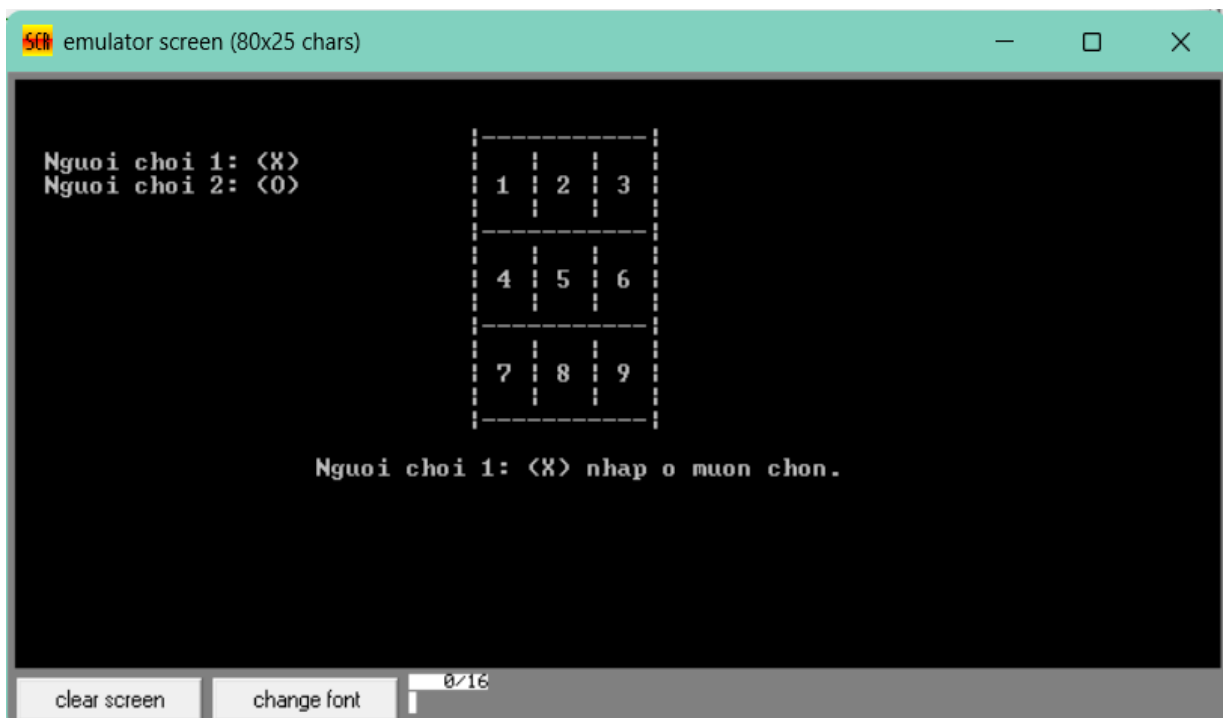 SCR emulator screen (80x25 chars)
Nguoi choi 1: (X)
Nguoi choi 2: (O)
1 2 3
4 5 6
7 8 9
Nguoi choi 1: (X) nhap o muon chon.
clear screen change font 0/16